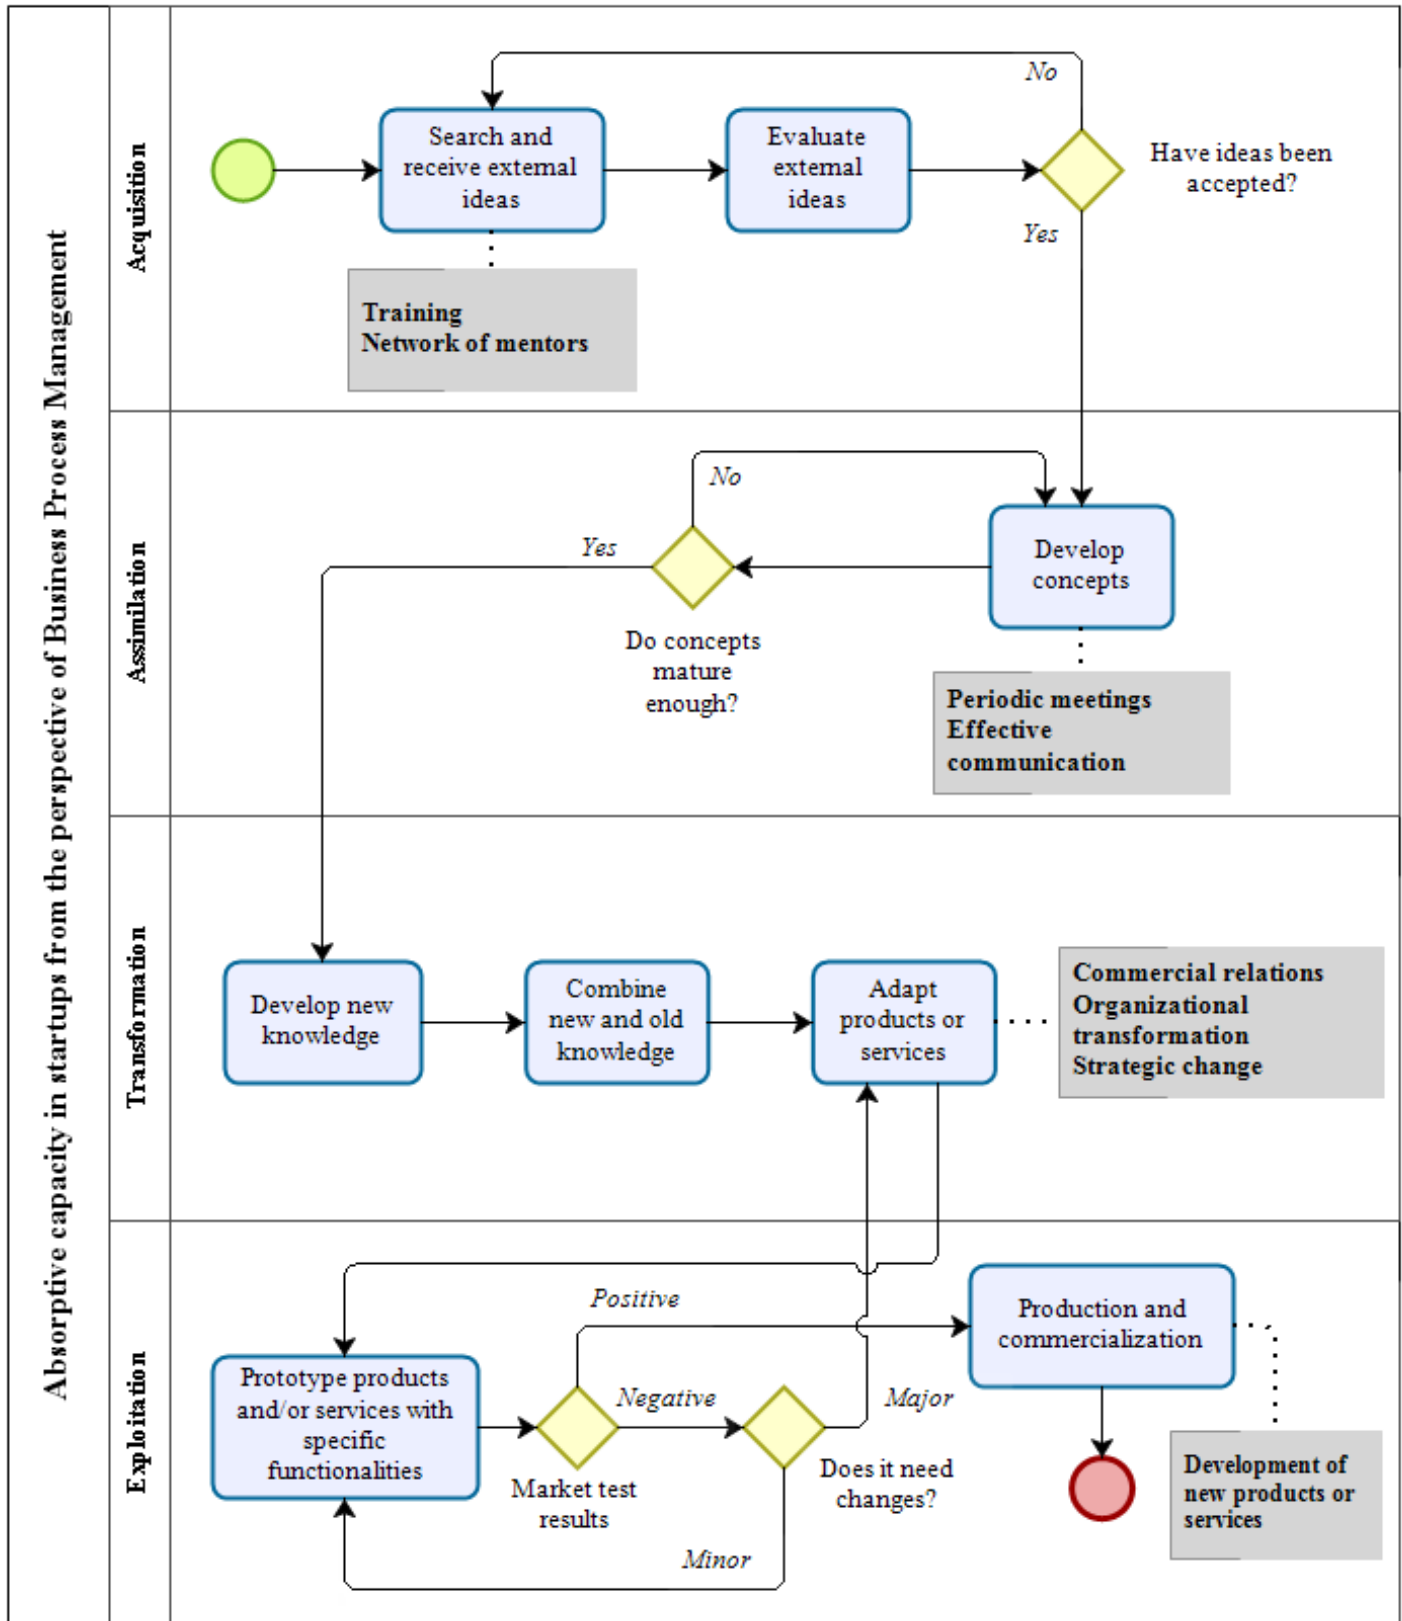 Absorptive capacity in startups from the perspective of Business Process Management
Acquisition
No
Search and
receive external
ideas
Evaluate
external
ideas
Have ideas been
accepted?
Yes
Training
Network of mentors
Assimilation
No
Yes
Develop
concepts
Do concepts
mature
enough?
Periodic meetings
Effective
communication
Transformation
Develop new
knowledge
Combine
new and old
knowledge
Adapt
products or
services
Commercial relations
Organizational
transformation
Strategic change
Exploitation
Positive
Production and
commercialization
Prototype products
and/or services with
specific
functionalities
Negative
Major
Market test
results
Does it need
changes?
Minor
Development of
new products or
services